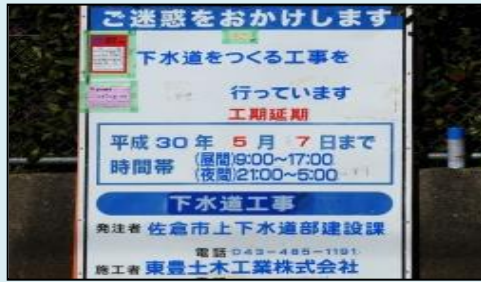 ご迷惑をおかけします
下水道をつくる工事を
行っています
工期延期
平成30年 5月 7日まで
時間帯 (昼間)9:00～17:00
(夜間)21:00～5:00
下水道工事
発注者 佐倉市上下水道部建設課
電話 043-485-1191
施工者 東豊土木工業株式会社